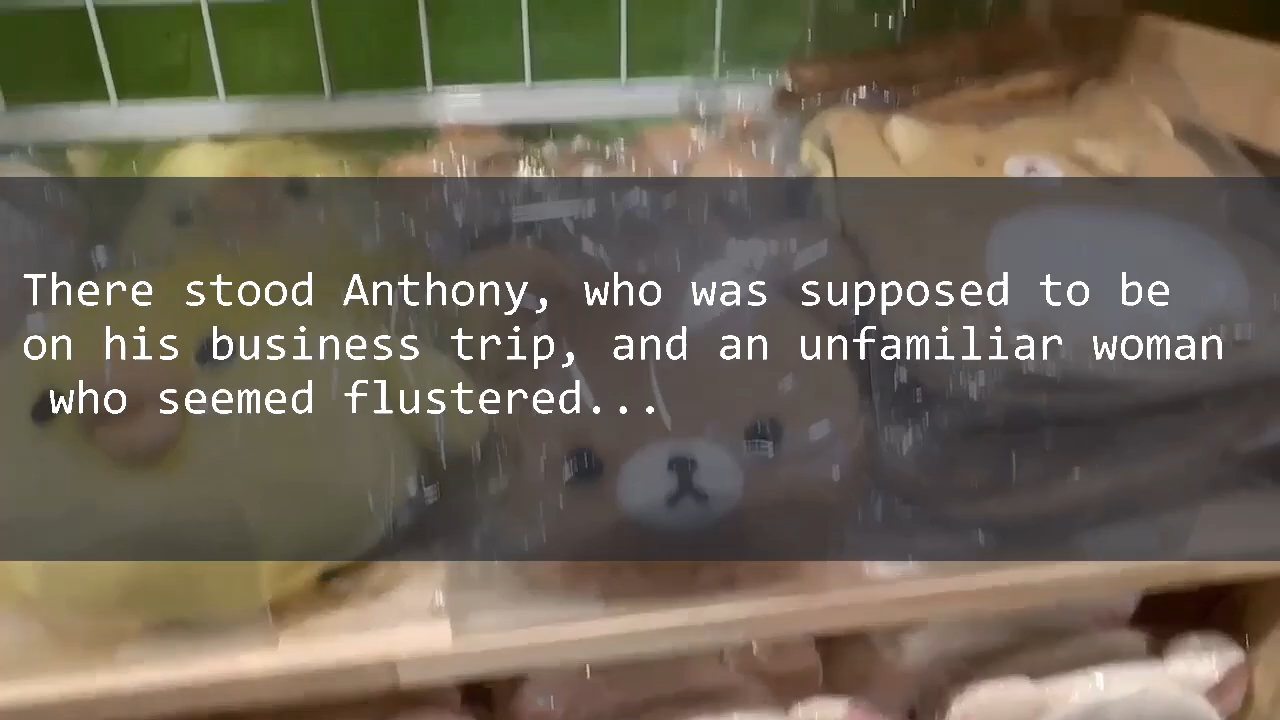 There stood Anthony, who was supposed to be
on his business trip, and an unfamiliar woman
who seemed flustered...